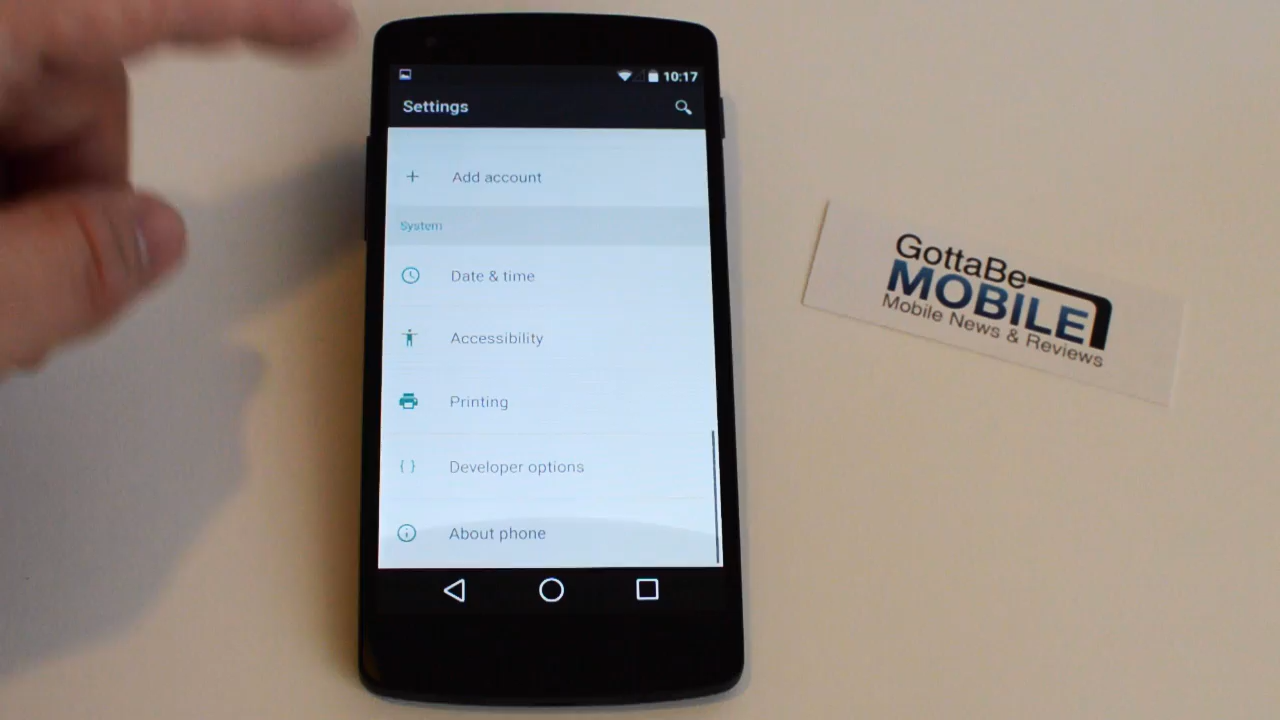 10:17
Settings
Add account
System
Date & time
Accessibility
Printing
{ } Developer options
About phone
GottaBe
MOBILE
Mobile News & Reviews